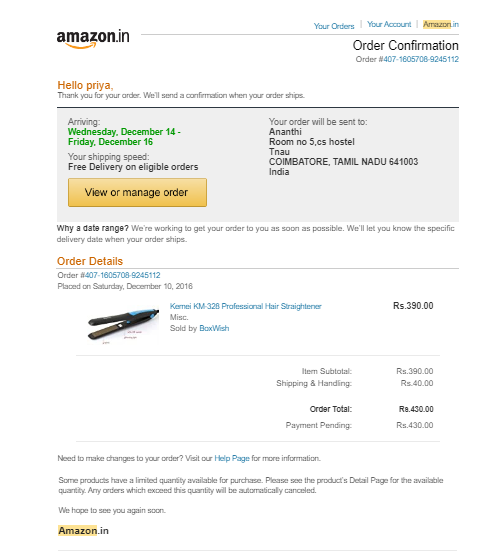 amazon.in
Your Orders | Your Account | Amazon.in
Order Confirmation
Order #407-1605708-9245112
Hello priya,
Thank you for your order. We'll send a confirmation when your order ships.
Arriving:
Wednesday, December 14 -
Friday, December 16
Your shipping speed:
Free Delivery on eligible orders
View or manage order
Your order will be sent to:
Ananthi
Room no 5,cs hostel
Tnau
COIMBATORE, TAMIL NADU 641003
India
Why a date range? We're working to get your order to you as soon as possible. We'll let you know the specific
delivery date when your order ships.
Order Details
Order #407-1605708-9245112
Placed on Saturday, December 10, 2016
Kemei KM-328 Professional Hair Straightener Rs.390.00
Misc.
Sold by BoxWish
Item Subtotal: Rs.390.00
Shipping & Handling: Rs.40.00
Order Total: Rs.430.00
Payment Pending: Rs.430.00
Need to make changes to your order? Visit our Help Page for more information.
Some products have a limited quantity available for purchase. Please see the product's Detail Page for the available
quantity. Any orders which exceed this quantity will be automatically canceled.
We hope to see you again soon.
Amazon.in